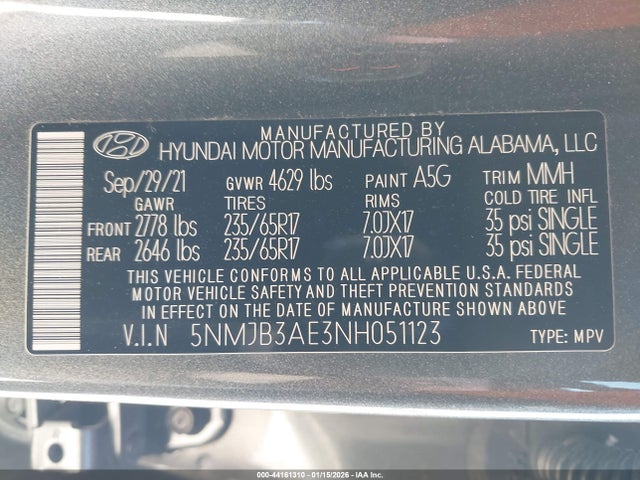 MANUFACTURED BY
HYUNDAI MOTOR MANUFACTURING ALABAMA, LLC
Sep/29/21 GVWR 4629 lbs PAINT A5G TRIM MMH
GAWR TIRES RIMS COLD TIRE INFL
FRONT 2778 lbs 235/65R17 7.0JX17 35 psi SINGLE
REAR 2646 lbs 235/65R17 7.0JX17 35 psi SINGLE
THIS VEHICLE CONFORMS TO ALL APPLICABLE U.S.A. FEDERAL
MOTOR VEHICLE SAFETY AND THEFT PREVENTION STANDARDS
IN EFFECT ON THE DATE OF MANUFACTURE SHOWN ABOVE.
V.I.N 5NMJB3AE3NH051123 TYPE: MPV
000-44161310 - 01/15/2026 - IAA Inc.